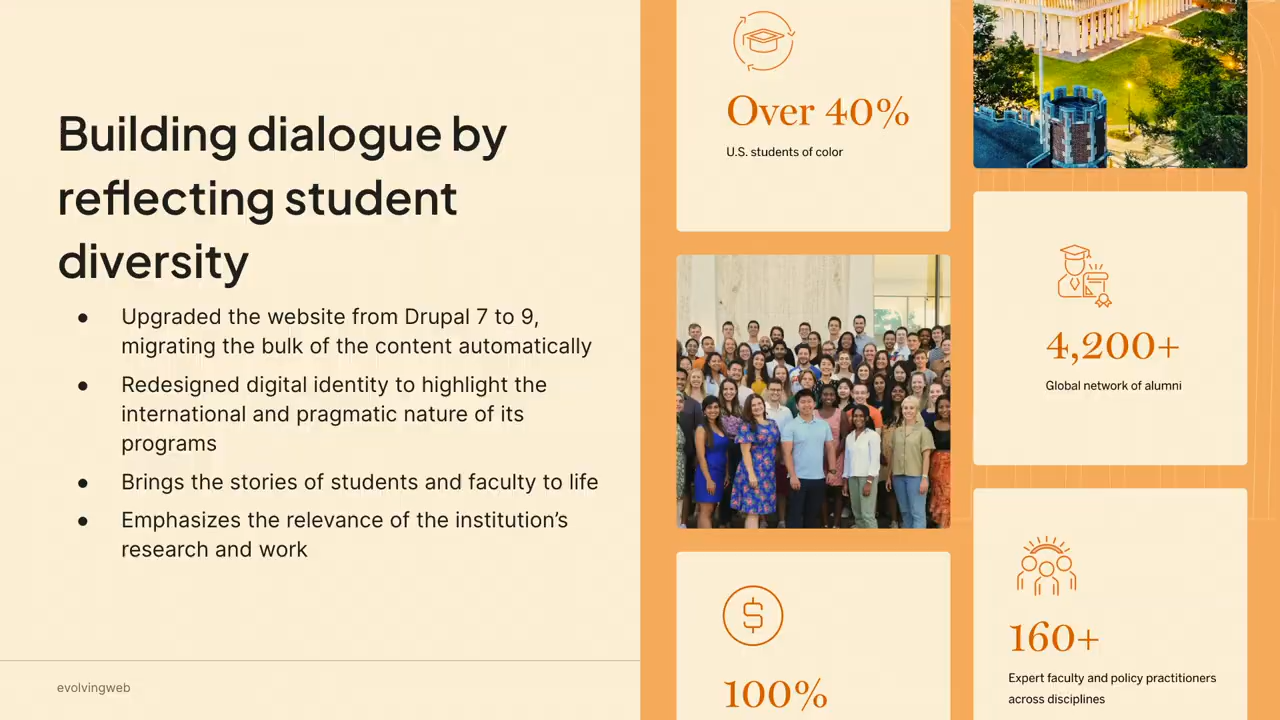 Building dialogue by
reflecting student
diversity
● Upgraded the website from Drupal 7 to 9,
migrating the bulk of the content automatically
● Redesigned digital identity to highlight the
international and pragmatic nature of its
programs
● Brings the stories of students and faculty to life
● Emphasizes the relevance of the institution’s
research and work
evolvingweb
Over 40%
U.S. students of color
100%
4,200+
Global network of alumni
160+
Expert faculty and policy practitioners
across disciplines